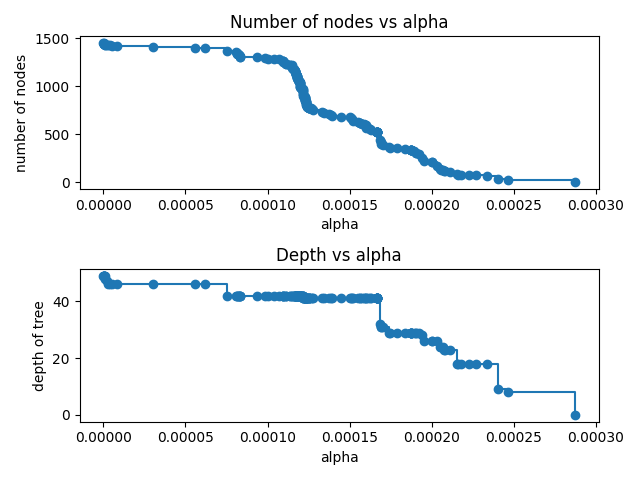 Number of nodes vs alpha
number of nodes
1500
1000
500
0
0.00000 0.00005 0.00010 0.00015 0.00020 0.00025 0.00030
alpha
Depth vs alpha
depth of tree
40
20
0
0.00000 0.00005 0.00010 0.00015 0.00020 0.00025 0.00030
alpha